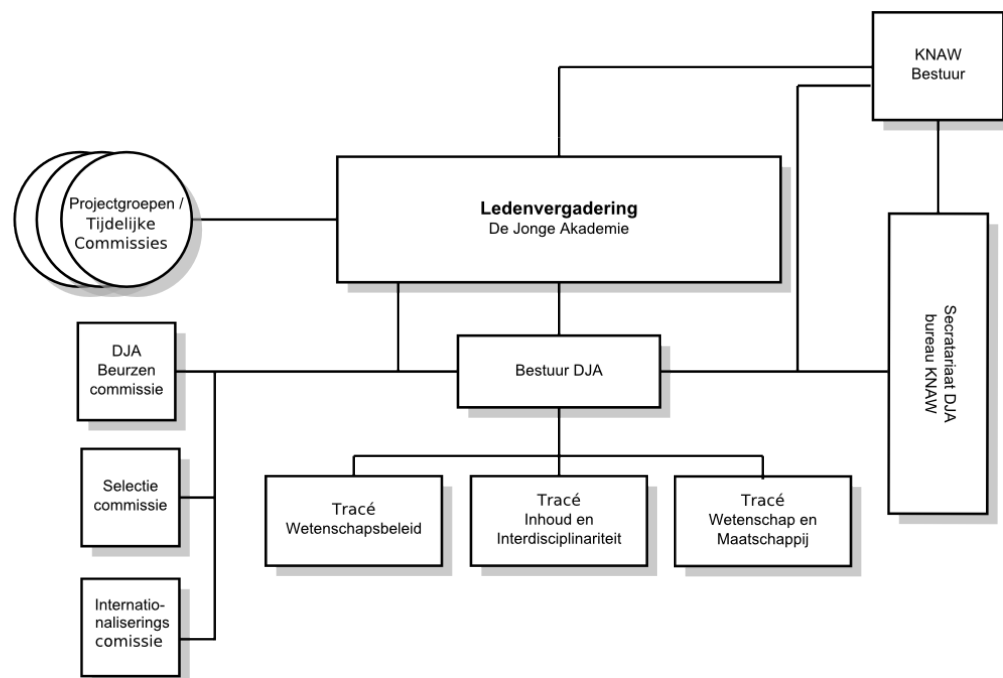 KNAW
Bestuur
Projectgroepen /
Tijdelijke
Commissies
Ledenvergadering
De Jonge Akademie
DJA
Beurzen
commissie
Bestuur DJA
Secratariaat DJA
bureau KNAW
Selectie
commissie
Tracé
Wetenschapsbeleid
Tracé
Inhoud en
Interdisciplinariteit
Tracé
Wetenschap en
Maatschappij
Internatio-
naliserings
comissie